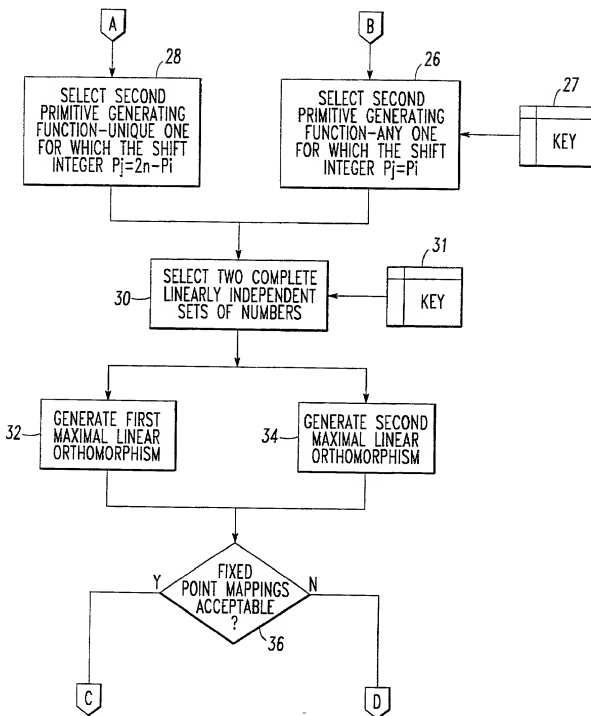 A
B
28
SELECT SECOND
PRIMITIVE GENERATING
FUNCTION-UNIQUE ONE
FOR WHICH THE SHIFT
INTEGER Pj=2n-Pi
26
SELECT SECOND
PRIMITIVE GENERATING
FUNCTION-ANY ONE
FOR WHICH THE SHIFT
INTEGER Pj=Pi
27
KEY
30
SELECT TWO COMPLETE
LINEARLY INDEPENDENT
SETS OF NUMBERS
31
KEY
32
GENERATE FIRST
MAXIMAL LINEAR
ORTHOMORPHISM
34
GENERATE SECOND
MAXIMAL LINEAR
ORTHOMORPHISM
Y
FIXED
POINT MAPPINGS
ACCEPTABLE
?
N
36
C
D